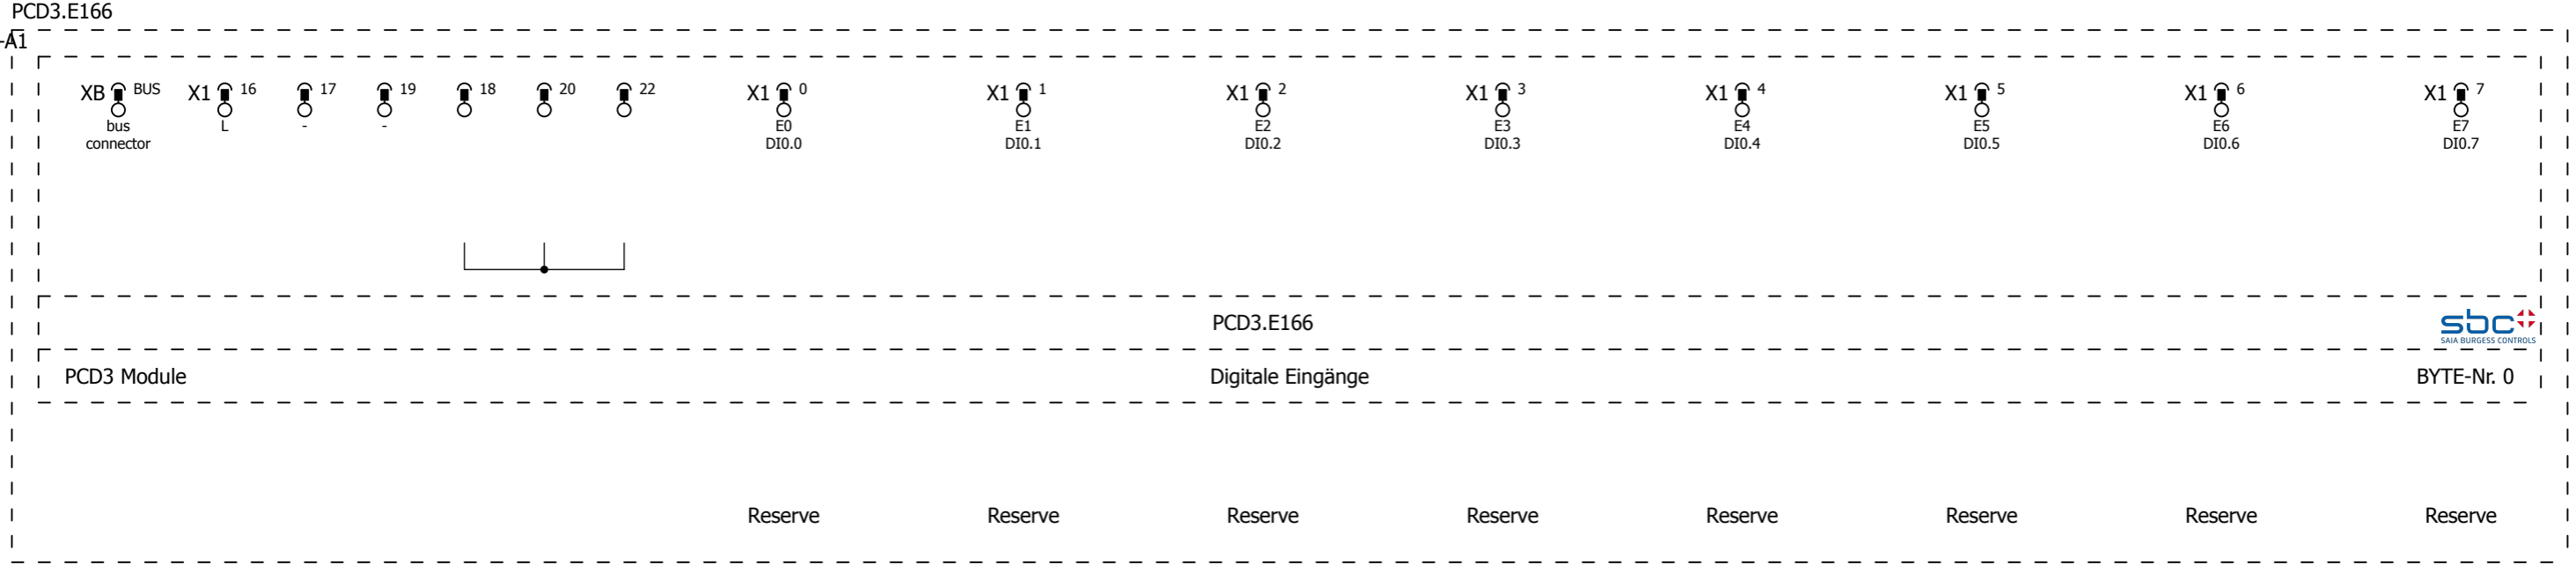 PCD3.E166
-A1
XB BUS X1 16 17 19 18 20 22 X1 0 X1 1 X1 2 X1 3 X1 4 X1 5 X1 6 X1 7
bus L - - E0 E1 E2 E3 E4 E5 E6 E7
connector DI0.0 DI0.1 DI0.2 DI0.3 DI0.4 DI0.5 DI0.6 DI0.7
PCD3.E166 sbc
SAIA BURGESS CONTROLS
PCD3 Module Digitale Eingänge BYTE-Nr. 0
Reserve Reserve Reserve Reserve Reserve Reserve Reserve Reserve